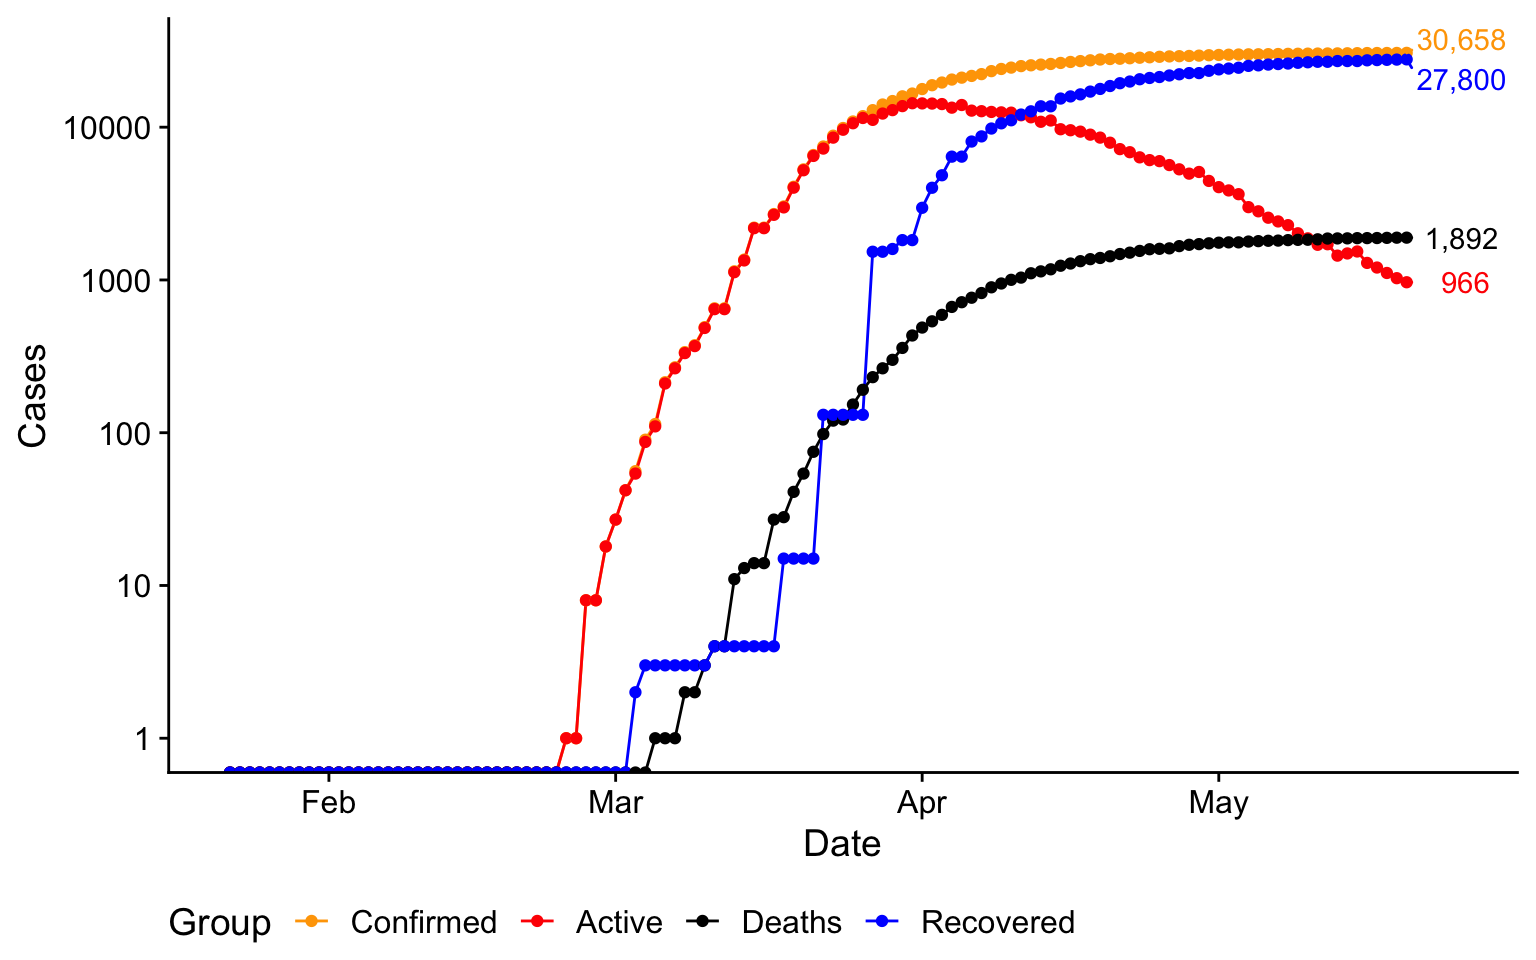 30,658
27,800
10000
1,892
1000
966
Cases
100
10
1
Feb Mar Apr May
Date
Group Confirmed Active Deaths Recovered